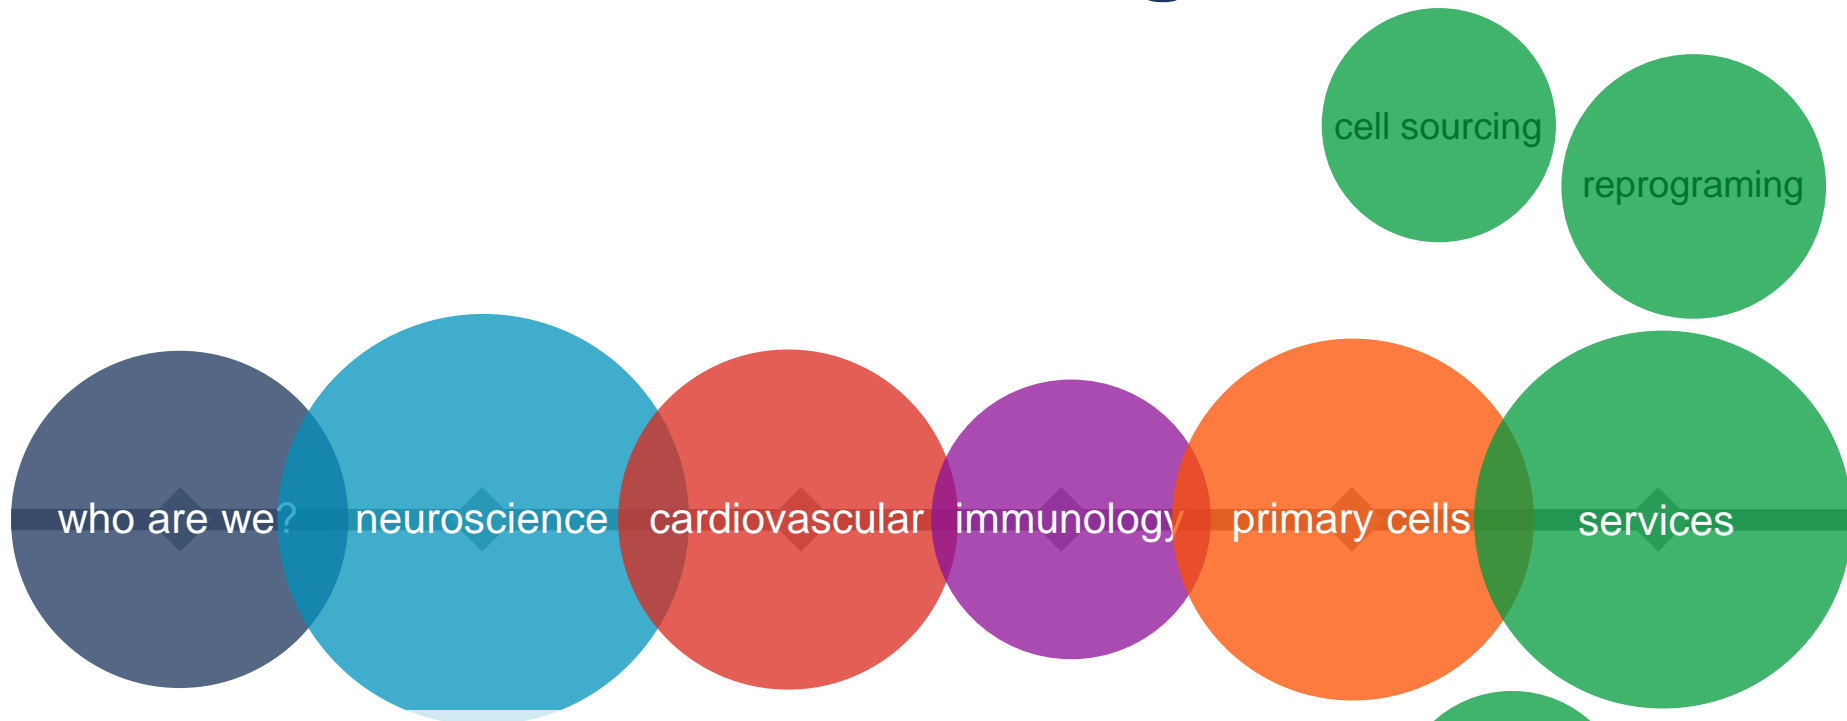 cell sourcing
reprograming
who are we?
neuroscience
cardiovascular
immunology
primary cells
services